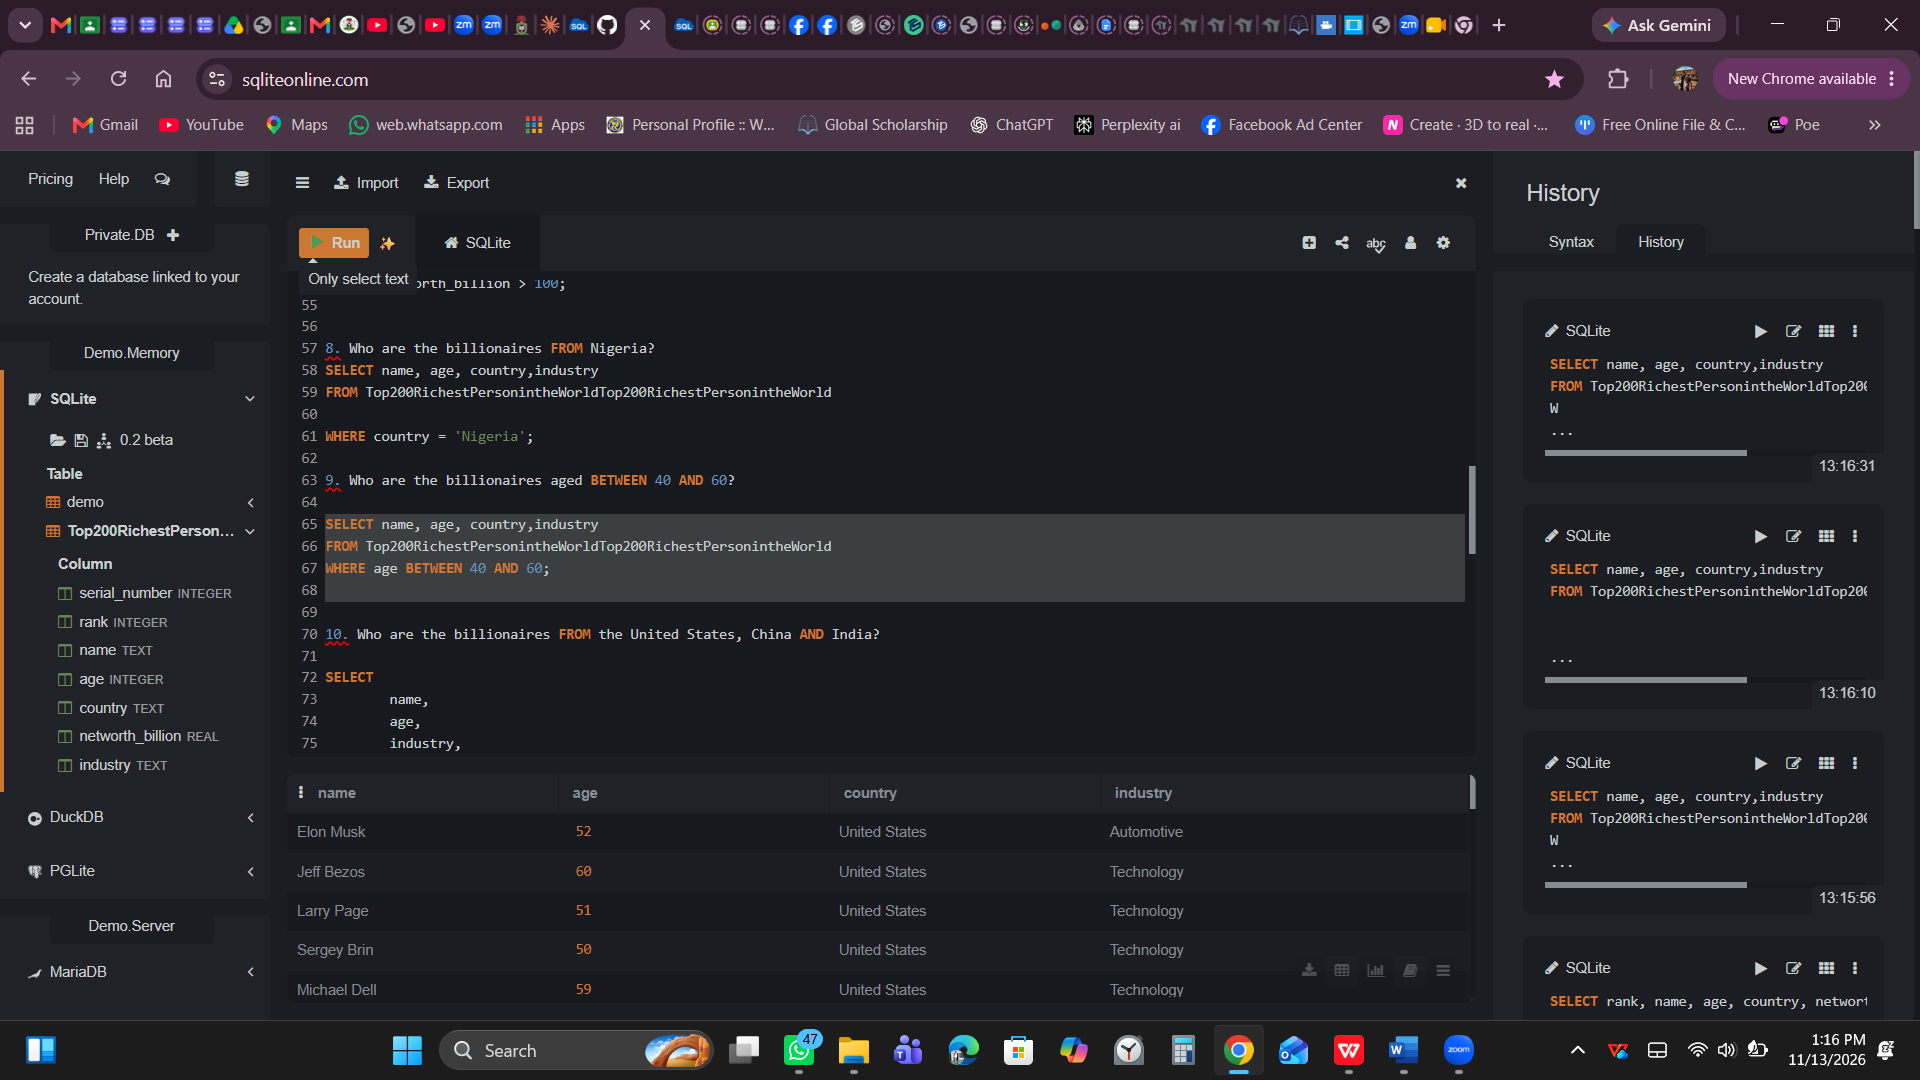 Ask Gemini
sqliteonline.com
New Chrome available
Gmail
YouTube
Maps
web.whatsapp.com
Apps
Personal Profile :: W...
Global Scholarship
ChatGPT
Perplexity ai
Facebook Ad Center
Create · 3D to real ·...
Free Online File & C...
Poe
Pricing
Help
Import
Export
Private.DB
Create a database linked to your
account.
Demo.Memory
SQLite
0.2 beta
Table
demo
Top200RichestPerson...
Column
serial_number INTEGER
rank INTEGER
name TEXT
age INTEGER
country TEXT
networth_billion REAL
industry TEXT
DuckDB
PGLite
Demo.Server
MariaDB
Run
SQLite
abc
Only select text
orth_billion > 100;
55
56
57 8. Who are the billionaires FROM Nigeria?
58 SELECT name, age, country,industry
59 FROM Top200RichestPersonintheWorldTop200RichestPersonintheWorld
60
61 WHERE country = 'Nigeria';
62
63 9. Who are the billionaires aged BETWEEN 40 AND 60?
64
65 SELECT name, age, country,industry
66 FROM Top200RichestPersonintheWorldTop200RichestPersonintheWorld
67 WHERE age BETWEEN 40 AND 60;
68
69
70 10. Who are the billionaires FROM the United States, China AND India?
71
72 SELECT
73 name,
74 age,
75 industry,
name age country industry
Elon Musk 52 United States Automotive
Jeff Bezos 60 United States Technology
Larry Page 51 United States Technology
Sergey Brin 50 United States Technology
Michael Dell 59 United States Technology
History
Syntax
History
SQLite
SELECT name, age, country,industry
FROM Top200RichestPersonintheWorldTop200
W
...
13:16:31
SQLite
SELECT name, age, country,industry
FROM Top200RichestPersonintheWorldTop200
...
13:16:10
SQLite
SELECT name, age, country,industry
FROM Top200RichestPersonintheWorldTop200
W
...
13:15:56
SQLite
SELECT rank, name, age, country, networ
Search
47
zoom
1:16 PM
11/13/2026